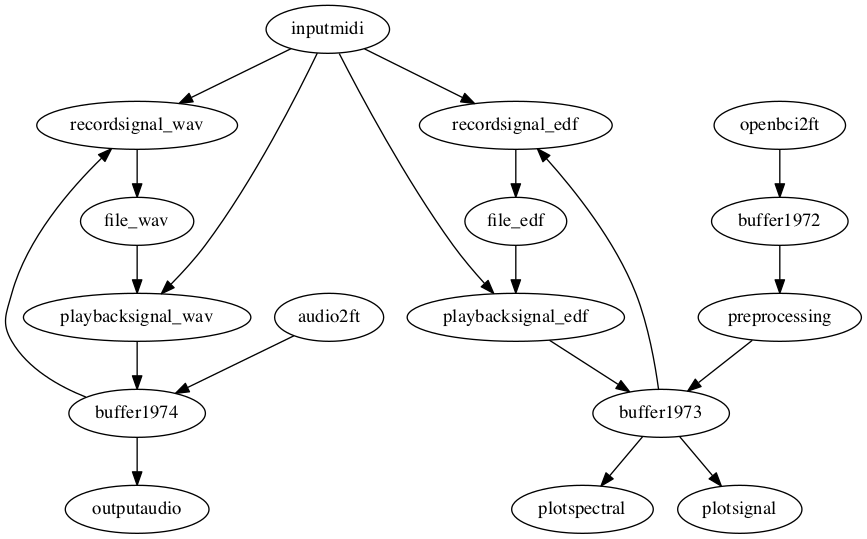 inputmidi
recordsignal_wav
recordsignal_edf
openbci2ft
file_wav
file_edf
buffer1972
playbacksignal_wav
audio2ft
playbacksignal_edf
preprocessing
buffer1974
buffer1973
outputaudio
plotspectral
plotsignal